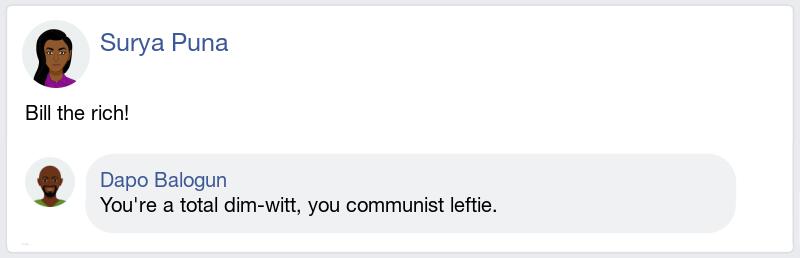 Surya Puna
Bill the rich!
Dapo Balogun
You're a total dim-witt, you communist leftie.